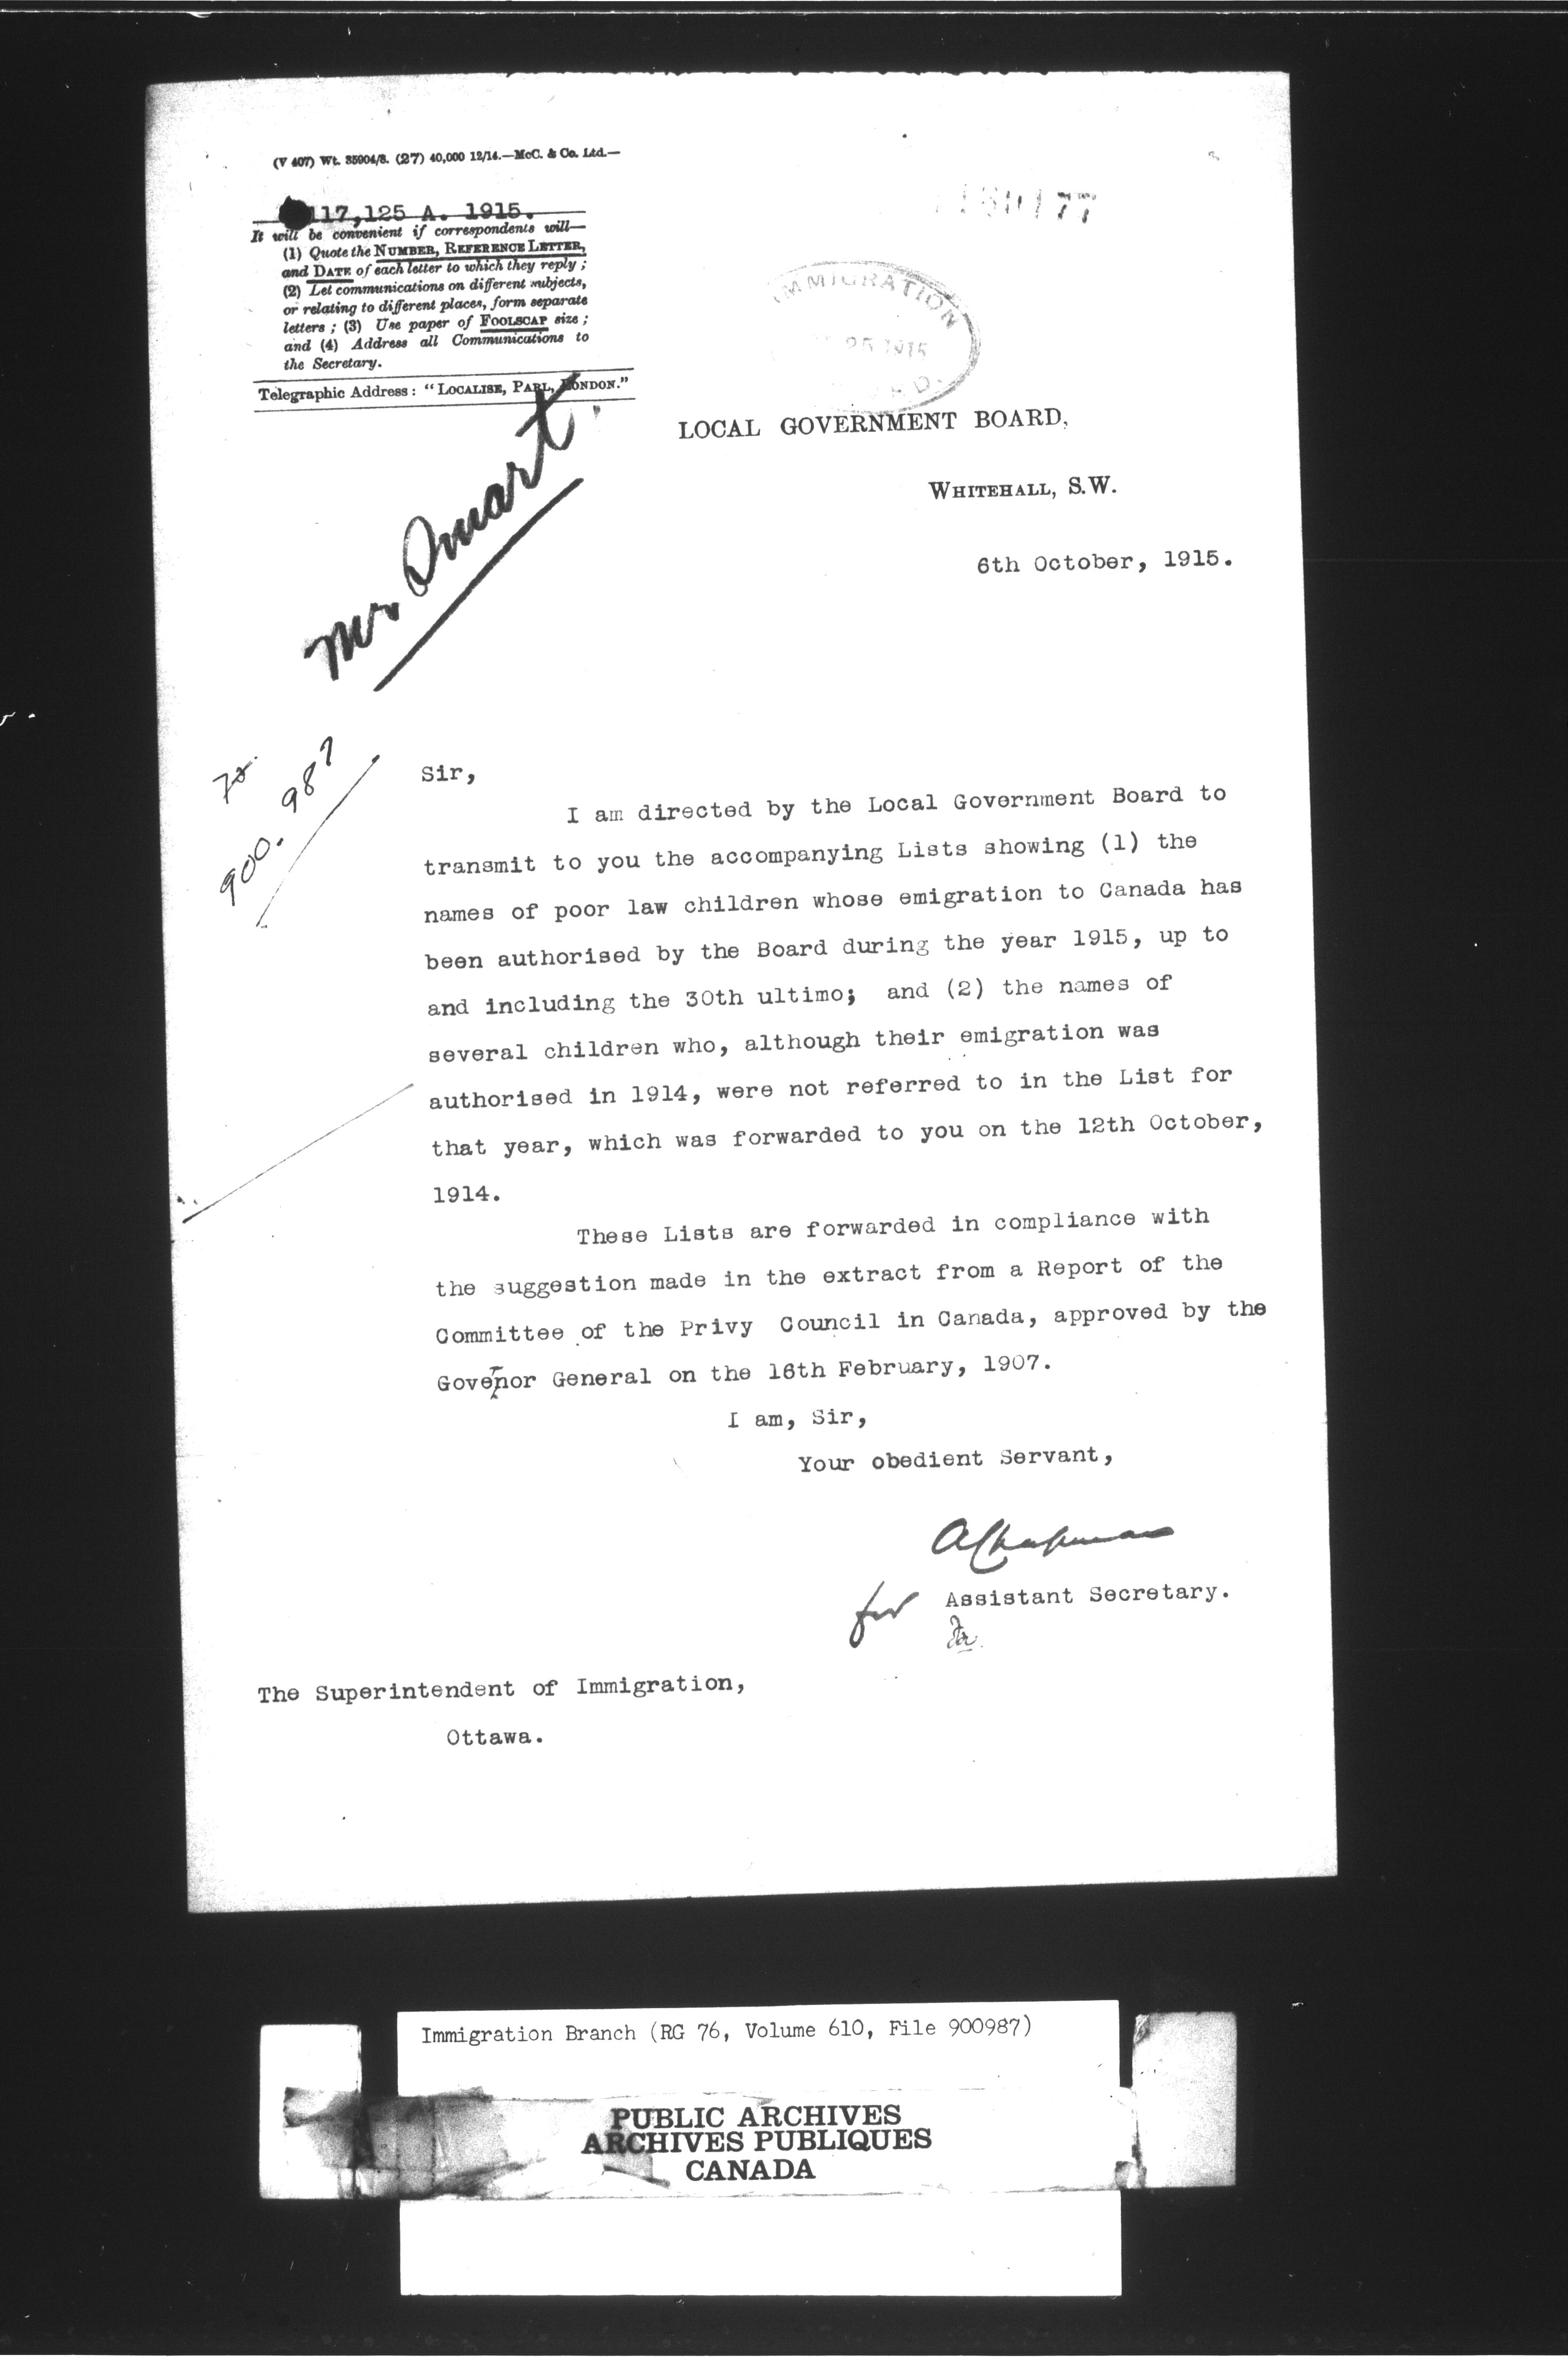 (V 407) Wt. 35904/8. (27) 40,000 12/14.—McC. & Co. Ltd.—
117,125 A. 1915.
It will be convenient if correspondents will—
(1) Quote the NUMBER, REFERENCE LETTER,
and DATE of each letter to which they reply;
(2) Let communications on different subjects,
or relating to different places, form separate
letters; (3) Use paper of FOOLSCAP size;
and (4) Address all Communications to
the Secretary.
Telegraphic Address: "LOCALISE, PARL, LONDON."
77
IMMIGRATION
25 1915
LOCAL GOVERNMENT BOARD,
WHITEHALL, S.W.
6th October, 1915.
Mr
900.987
Sir,
I am directed by the Local Government Board to
transmit to you the accompanying Lists showing (1) the
names of poor law children whose emigration to Canada has
been authorised by the Board during the year 1915, up to
and including the 30th ultimo; and (2) the names of
several children who, although their emigration was
authorised in 1914, were not referred to in the List for
that year, which was forwarded to you on the 12th October,
1914.
These Lists are forwarded in compliance with
the suggestion made in the extract from a Report of the
Committee of the Privy Council in Canada, approved by the
Govern̄or General on the 16th February, 1907.
I am, Sir,
Your obedient Servant,
AChapman
for Assistant Secretary.
The Superintendent of Immigration,
Ottawa.
Immigration Branch (RG 76, Volume 610, File 900987)
PUBLIC ARCHIVES
ARCHIVES PUBLIQUES
CANADA